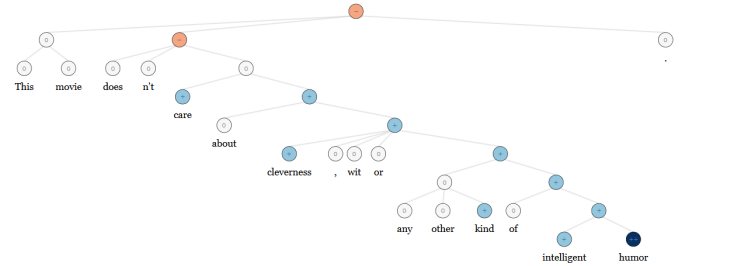 This movie does n't .
care
about
cleverness , wit or
any other kind of
intelligent humor